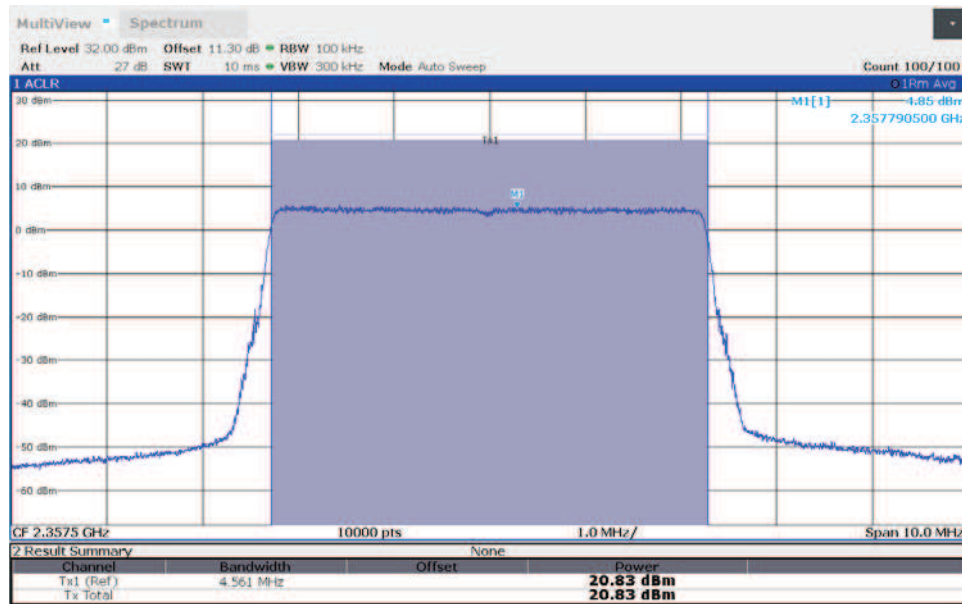 MultiView Spectrum
Ref Level 32.00 dBm Offset 11.30 dB RBW 100 kHz
Att 27 dB SWT 10 ms VBW 300 kHz Mode Auto Sweep Count 100/100
1 ACLR 1Rm Avg
30 dBm M1[1] 4.85 dBm
2.357790500 GHz
20 dBm Tx1
10 dBm
M1
0 dBm
-10 dBm
-20 dBm
-30 dBm
-40 dBm
-50 dBm
-60 dBm
CF 2.3575 GHz 10000 pts 1.0 MHz/ Span 10.0 MHz
2 Result Summary None
Channel Bandwidth Offset Power
Tx1 (Ref) 4.561 MHz 20.83 dBm
Tx Total 20.83 dBm